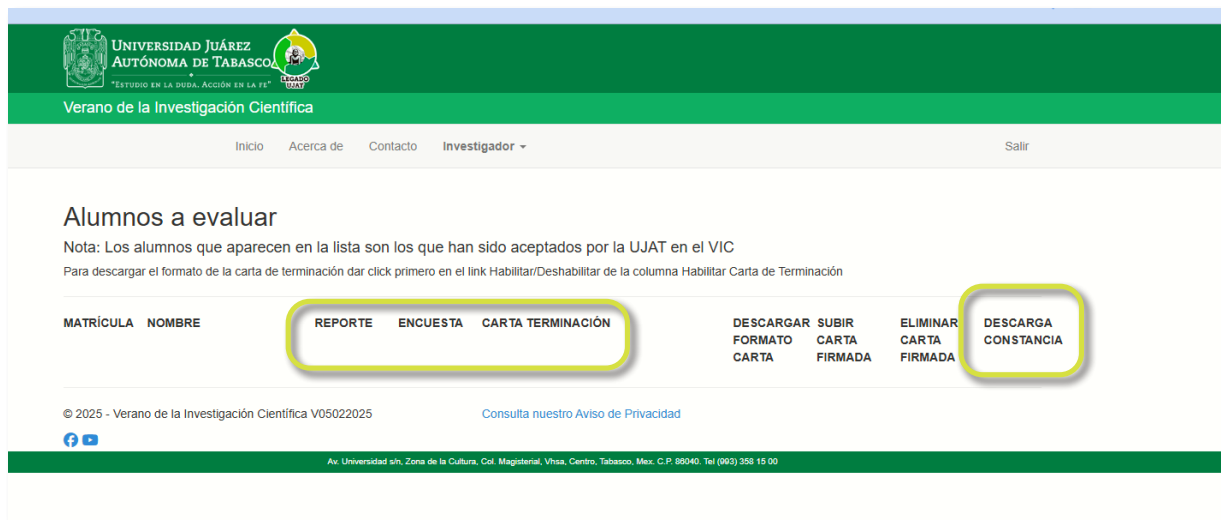 UNIVERSIDAD JUÁREZ
AUTÓNOMA DE TABASCO
"ESTUDIO EN LA DUDA. ACCIÓN EN LA FE"
LEGADO
UJAT
Verano de la Investigación Científica
Inicio Acerca de Contacto Investigador Salir
Alumnos a evaluar
Nota: Los alumnos que aparecen en la lista son los que han sido aceptados por la UJAT en el VIC
Para descargar el formato de la carta de terminación dar click primero en el link Habilitar/Deshabilitar de la columna Habilitar Carta de Terminación
MATRÍCULA NOMBRE REPORTE ENCUESTA CARTA TERMINACIÓN DESCARGAR SUBIR ELIMINAR DESCARGA
FORMATO CARTA CARTA CONSTANCIA
CARTA FIRMADA FIRMADA
© 2025 - Verano de la Investigación Científica V05022025 Consulta nuestro Aviso de Privacidad
Av. Universidad s/n, Zona de la Cultura, Col. Magisterial, Vhsa, Centro, Tabasco, Mex. C.P. 86040. Tel (993) 358 15 00